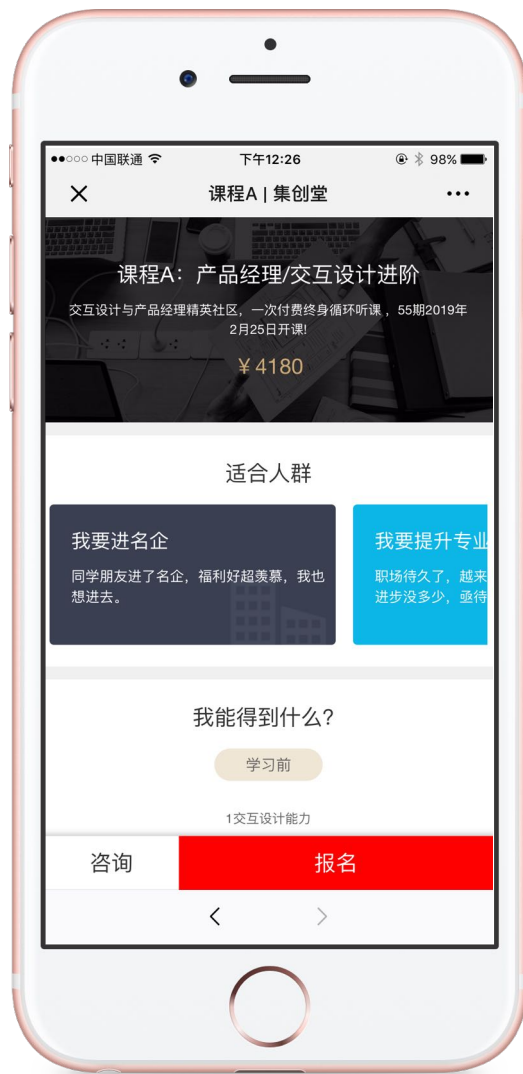 中国联通 下午12:26 98%
课程A | 集创堂
课程A：产品经理/交互设计进阶
交互设计与产品经理精英社区，一次付费终身循环听课，55期2019年
2月25日开课!
¥4180
适合人群
我要进名企
同学朋友进了名企，福利好超羡慕，我也
想进去。
我要提升专业
职场待久了，越来
进步没多少，亟待
我能得到什么?
学习前
1交互设计能力
咨询 报名